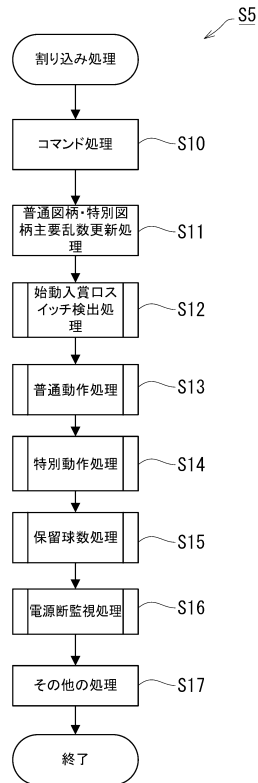 S5
割り込み処理
コマンド処理
S10
普通図柄・特別図
柄主要乱数更新処
理
S11
始動入賞口ス
イッチ検出処
理
S12
普通動作処理
S13
特別動作処理
S14
保留球数処理
S15
電源断監視処理
S16
その他の処理
S17
終了